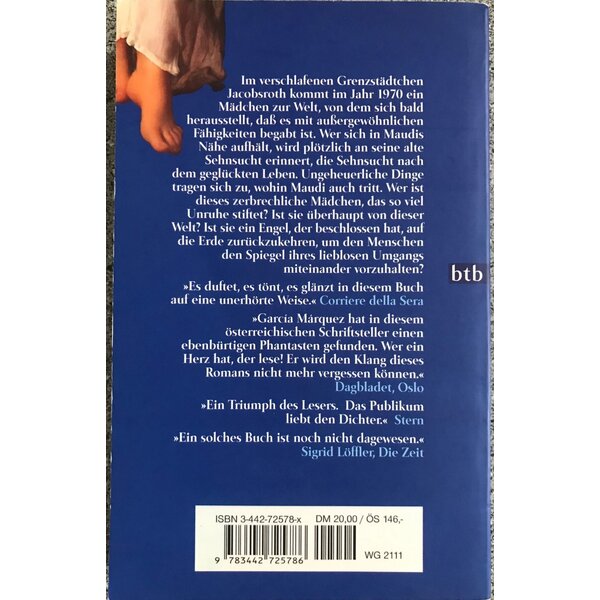 Im verschlafenen Grenzstädtchen
Jacobsroth kommt im Jahr 1970 ein
Mädchen zur Welt, von dem sich bald
herausstellt, daß es mit außergewöhnlichen
Fähigkeiten begabt ist. Wer sich in Maudis
Nähe aufhält, wird plötzlich an seine alte
Sehnsucht erinnert, die Sehnsucht nach
dem geglückten Leben. Ungeheuerliche Dinge
tragen sich zu, wohin Maudi auch tritt. Wer ist
dieses zerbrechliche Mädchen, das so viel
Unruhe stiftet? Ist sie überhaupt von dieser
Welt? Ist sie ein Engel, der beschlossen hat, auf
die Erde zurückzukehren, um den Menschen
den Spiegel ihres lieblosen Umgangs
miteinander vorzuhalten?
btb
»Es duftet, es tönt, es glänzt in diesem Buch
auf eine unerhörte Weise.« Corriere della Sera
»García Márquez hat in diesem
österreichischen Schriftsteller einen
ebenbürtigen Phantasten gefunden. Wer ein
Herz hat, der lese! Er wird den Klang dieses
Romans nicht mehr vergessen können.«
Dagbladet, Oslo
»Ein Triumph des Lesers. Das Publikum
liebt den Dichter.« Stern
»Ein solches Buch ist noch nicht dagewesen.«
Sigrid Löffler, Die Zeit
ISBN 3-442-72578-x DM 20,00 / ÖS 146,-
WG 2111
9 783442 725786